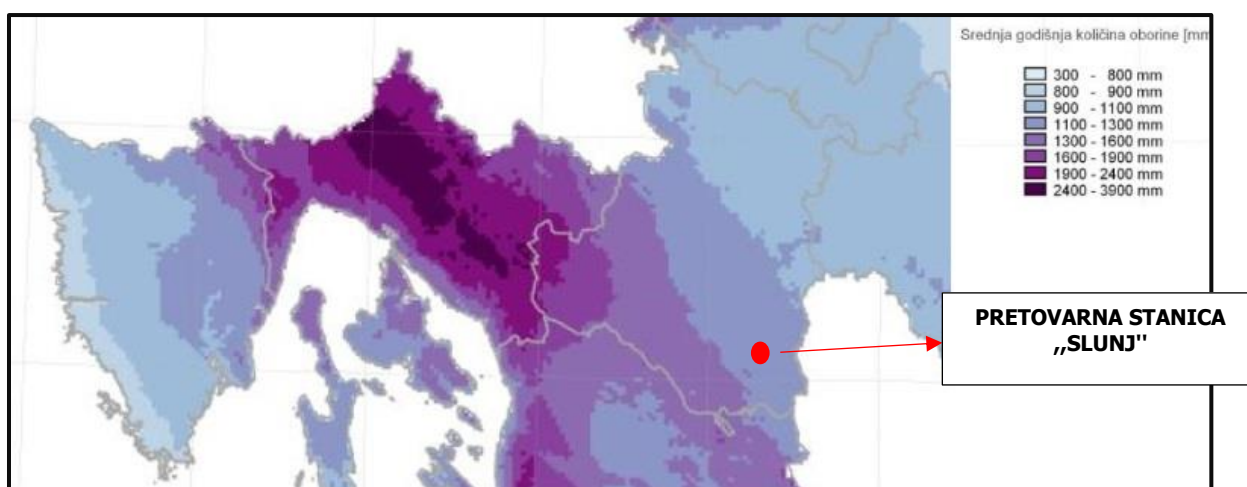 Srednja godišnja količina oborine [mm
300 - 800 mm
800 - 900 mm
900 - 1100 mm
1100 - 1300 mm
1300 - 1600 mm
1600 - 1900 mm
1900 - 2400 mm
2400 - 3900 mm
PRETOVARNA STANICA
,,SLUNJ''